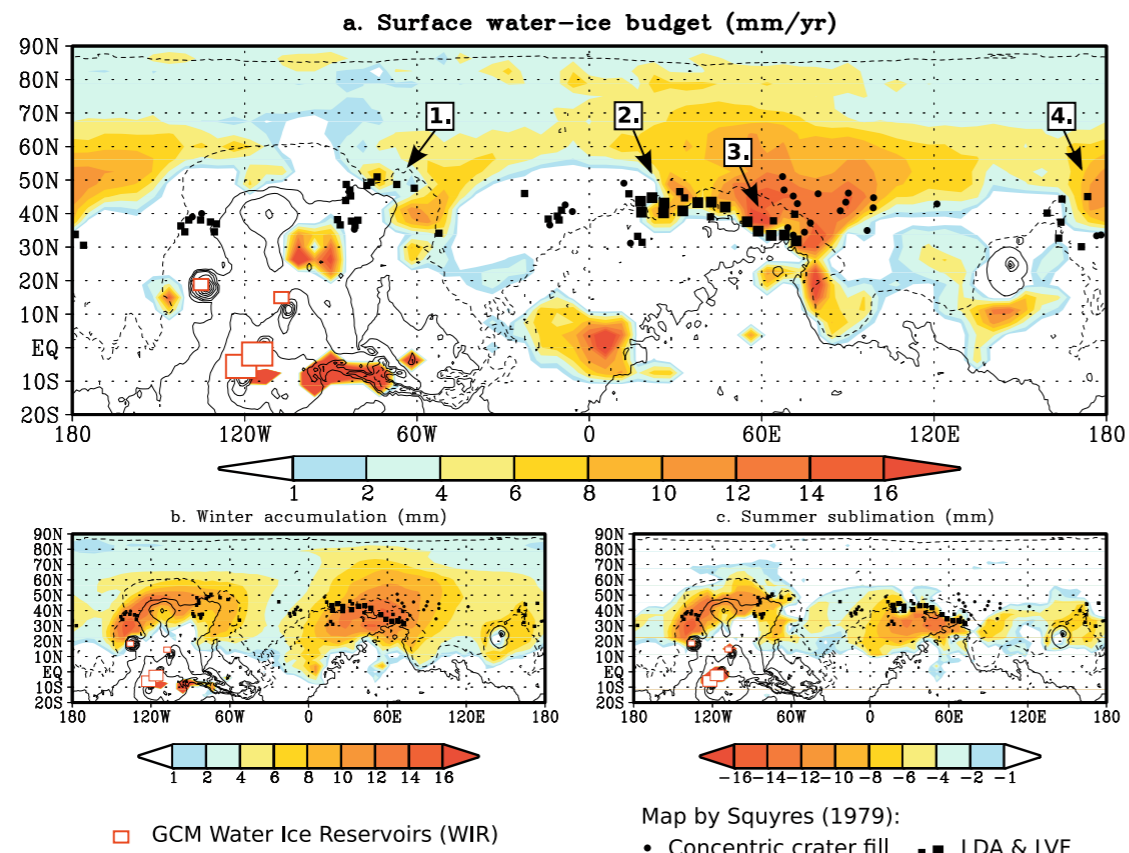 a. Surface water-ice budget (mm/yr)
90N
80N
70N
60N
50N
40N
30N
20N
10N
EQ
10S
20S
1.
2.
3.
4.
180 120W 60W 0 60E 120E 180
1 2 4 6 8 10 12 14 16
b. Winter accumulation (mm)
90N
80N
70N
60N
50N
40N
30N
20N
10N
EQ
10S
20S
180 120W 60W 0 60E 120E 180
1 2 4 6 8 10 12 14 16
c. Summer sublimation (mm)
90N
80N
70N
60N
50N
40N
30N
20N
10N
EQ
10S
20S
180 120W 60W 0 60E 120E 180
-16 -14 -12 -10 -8 -6 -4 -2 -1
GCM Water Ice Reservoirs (WIR)
Map by Squyres (1979):
Concentric crater fill LDA & LVF